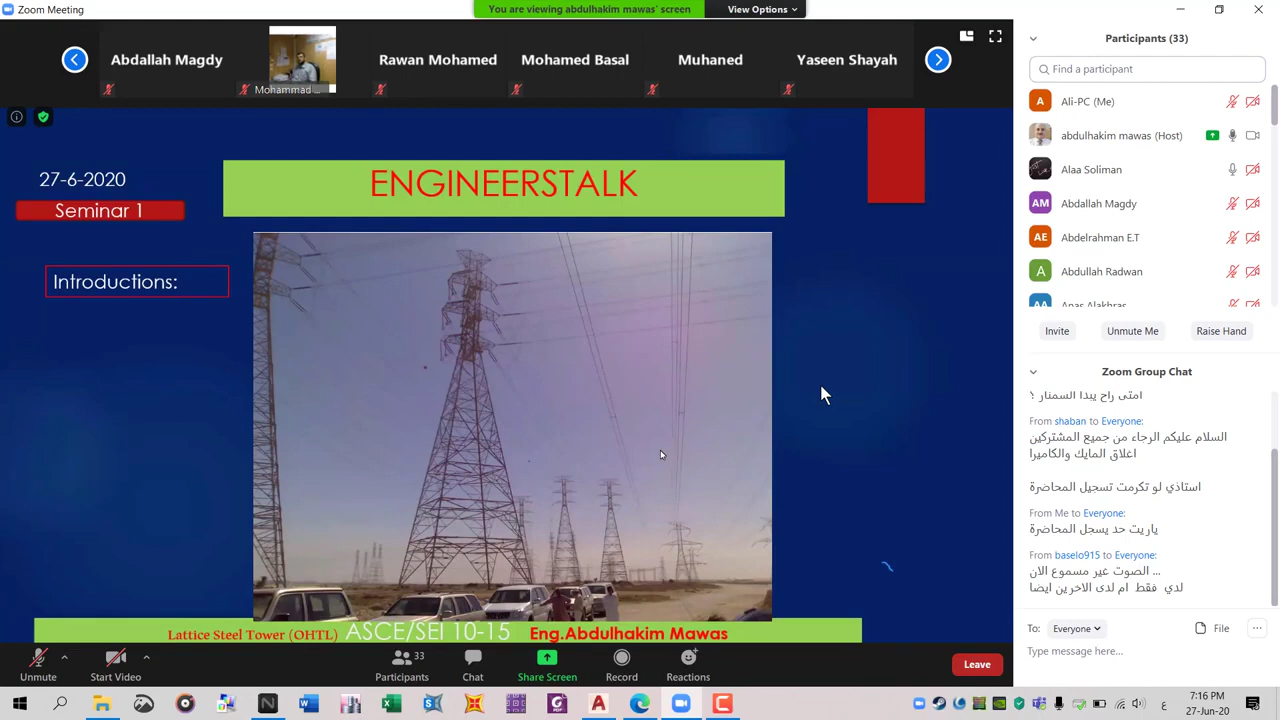 Zoom Meeting
You are viewing abdulhakim mawas' screen
View Options
Abdallah Magdy
Mohammad
Rawan Mohamed
Mohamed Basal
Muhaned
Yaseen Shayah
27-6-2020
Seminar 1
ENGINEERSTALK
Introductions:
Lattice Steel Tower (OHTL) ASCE/SEI 10-15 Eng.Abdulhakim Mawas
Participants (33)
Find a participant
A Ali-PC (Me)
abdulhakim mawas (Host)
Alaa Soliman
AM Abdallah Magdy
AE Abdelrahman E.T
A Abdullah Radwan
AA Anas Alakhras
Invite
Unmute Me
Raise Hand
Zoom Group Chat
امتى راح يبدا السمنار ؟
From shaban to Everyone:
السلام عليكم الرجاء من جميع المشتركين
اغلاق المايك والكاميرا
استاذي لو تكرمت تسجيل المحاضرة
From Me to Everyone:
ياريت حد يسجل المحاضرة
From baselo915 to Everyone:
الصوت غير مسموع الان ...
لدي فقط ام لدى الاخرين ايضا
To: Everyone
File
Type message here...
Unmute
Start Video
33
Participants
Chat
Share Screen
Record
Reactions
Leave
7:16 PM
27-Jun-20